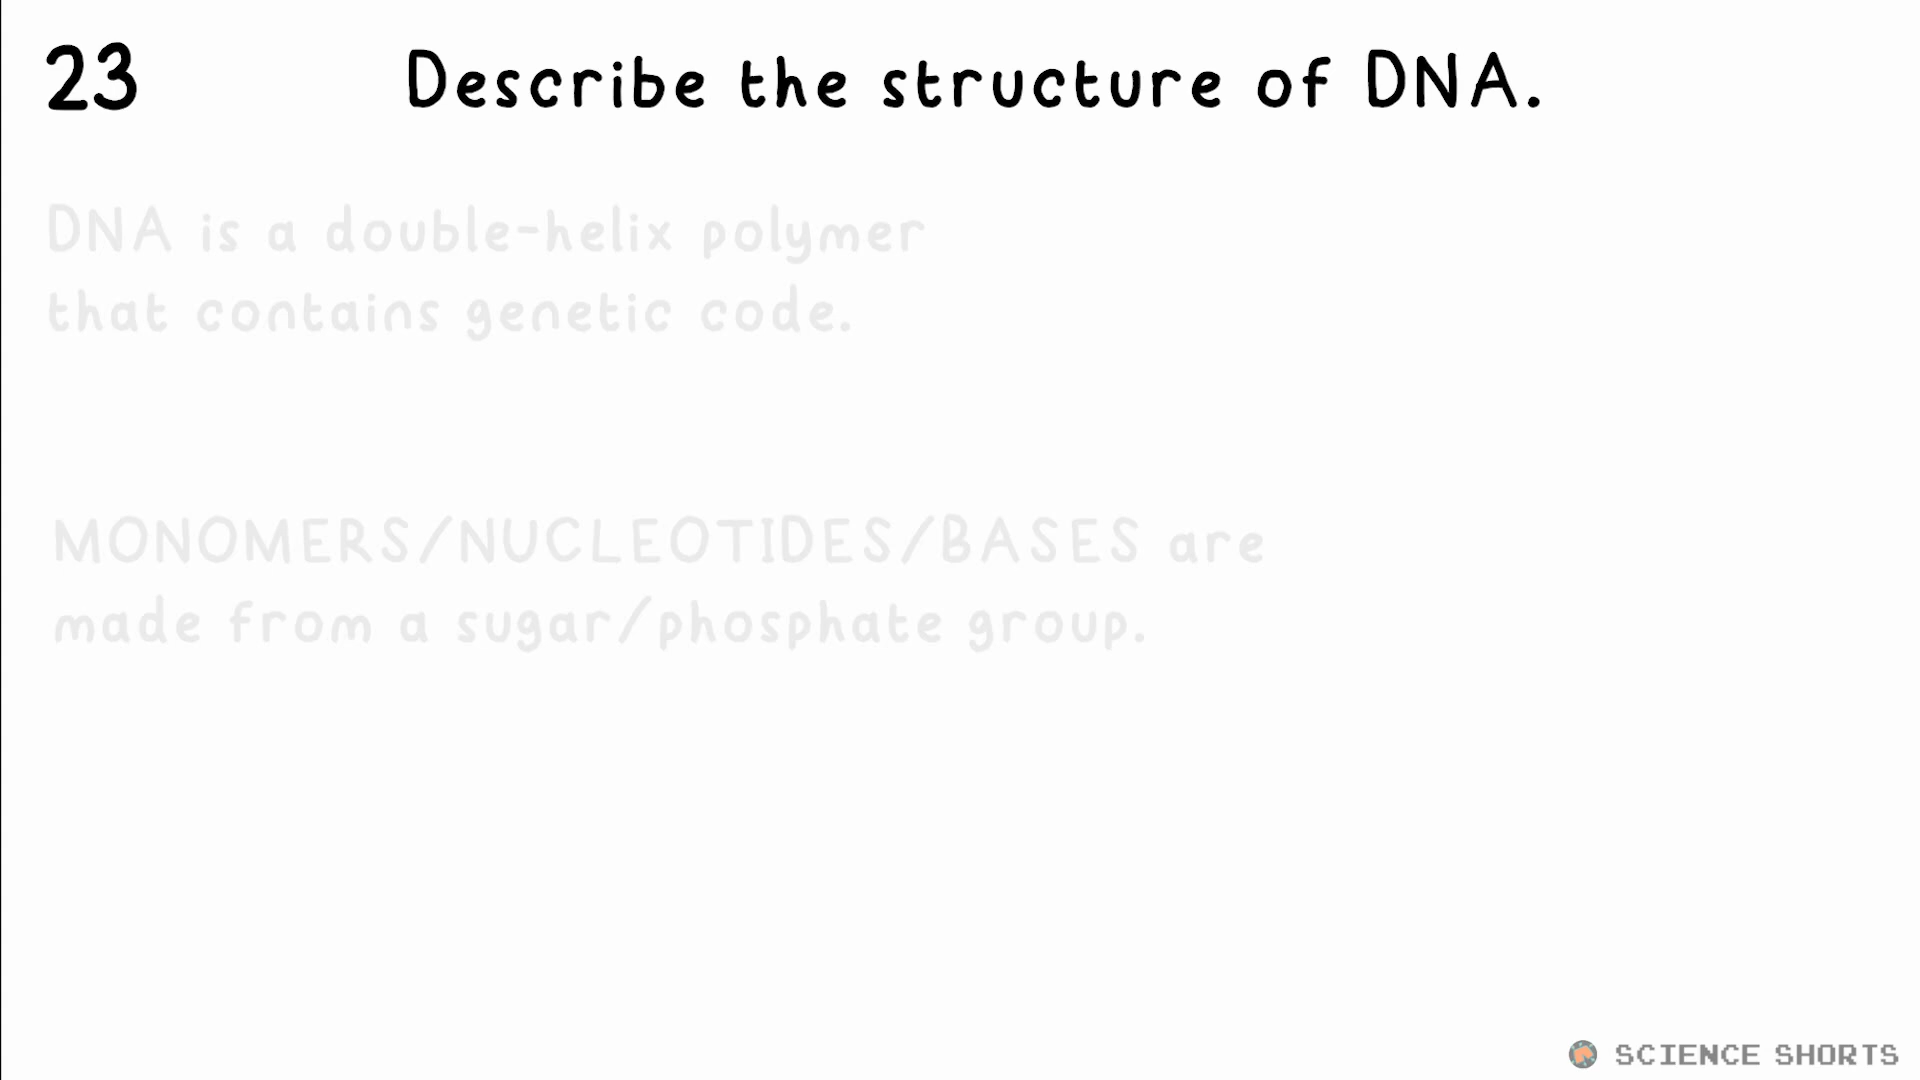 23
Describe the structure of DNA.
DNA is a double-helix polymer
that contains genetic code.
MONOMERS/NUCLEOTIDES/BASES are
made from a sugar/phosphate group.
SCIENCE SHORTS